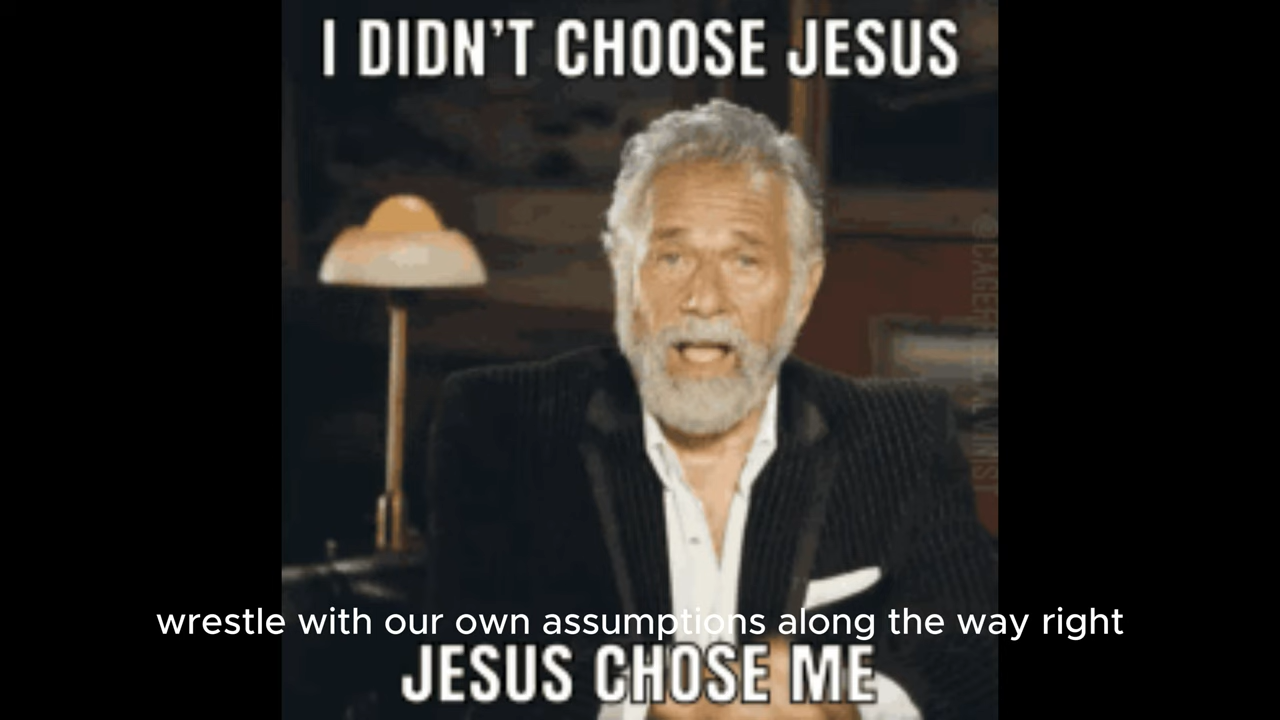 I DIDN'T CHOOSE JESUS
wrestle with our own assumptions along the way right
JESUS CHOSE ME